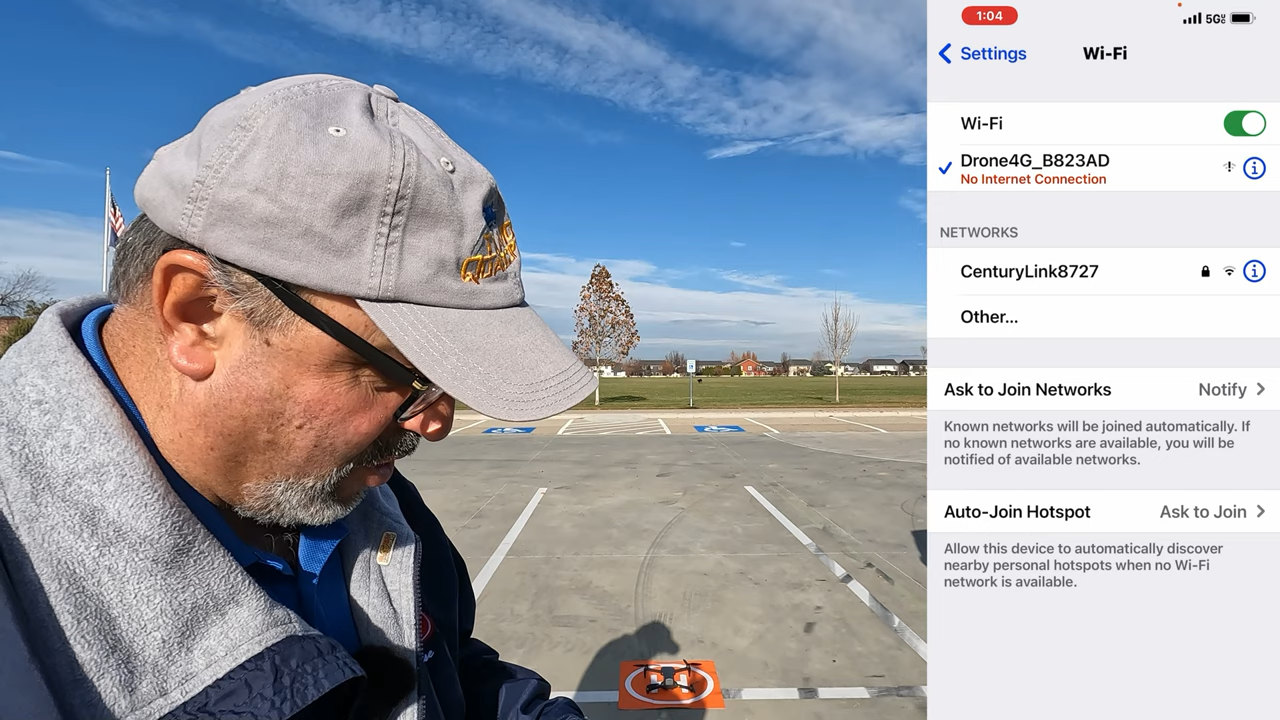 1:04
5G
Settings
Wi-Fi
Wi-Fi
Drone4G_B823AD
No Internet Connection
NETWORKS
CenturyLink8727
Other...
Ask to Join Networks
Notify
Known networks will be joined automatically. If
no known networks are available, you will be
notified of available networks.
Auto-Join Hotspot
Ask to Join
Allow this device to automatically discover
nearby personal hotspots when no Wi-Fi
network is available.
H